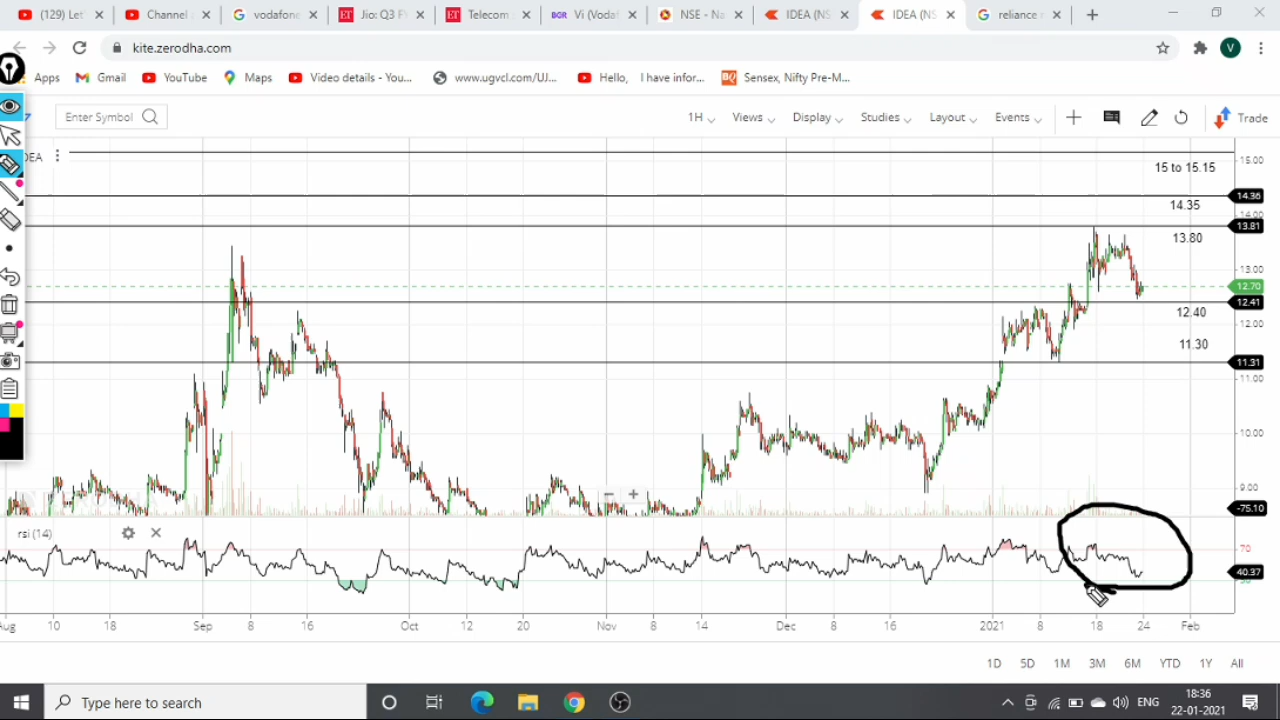 (129) Let
Channel
vodafone
Jio: Q3 F
Telecom
BGR Vi (Voda
NSE - Na
IDEA (NS
IDEA (NS
reliance
kite.zerodha.com
V
Apps Gmail YouTube Maps Video details - You... www.ugvcl.com/UJ... Hello, I have infor... BQ Sensex, Nifty Pre-M...
Enter Symbol 1H Views Display Studies Layout Events Trade
DEA
15.00
15 to 15.15
14.36
14.35
14.00
13.81
13.80
13.00
12.70
12.41
12.40
12.00
11.30
11.31
11.00
10.00
9.00
-75.10
rsi (14)
70
40.37
Aug 10 18 Sep 8 16 Oct 12 20 Nov 8 14 Dec 8 16 2021 8 18 24 Feb
1D 5D 1M 3M 6M YTD 1Y All
Type here to search
ENG
18:36
22-01-2021